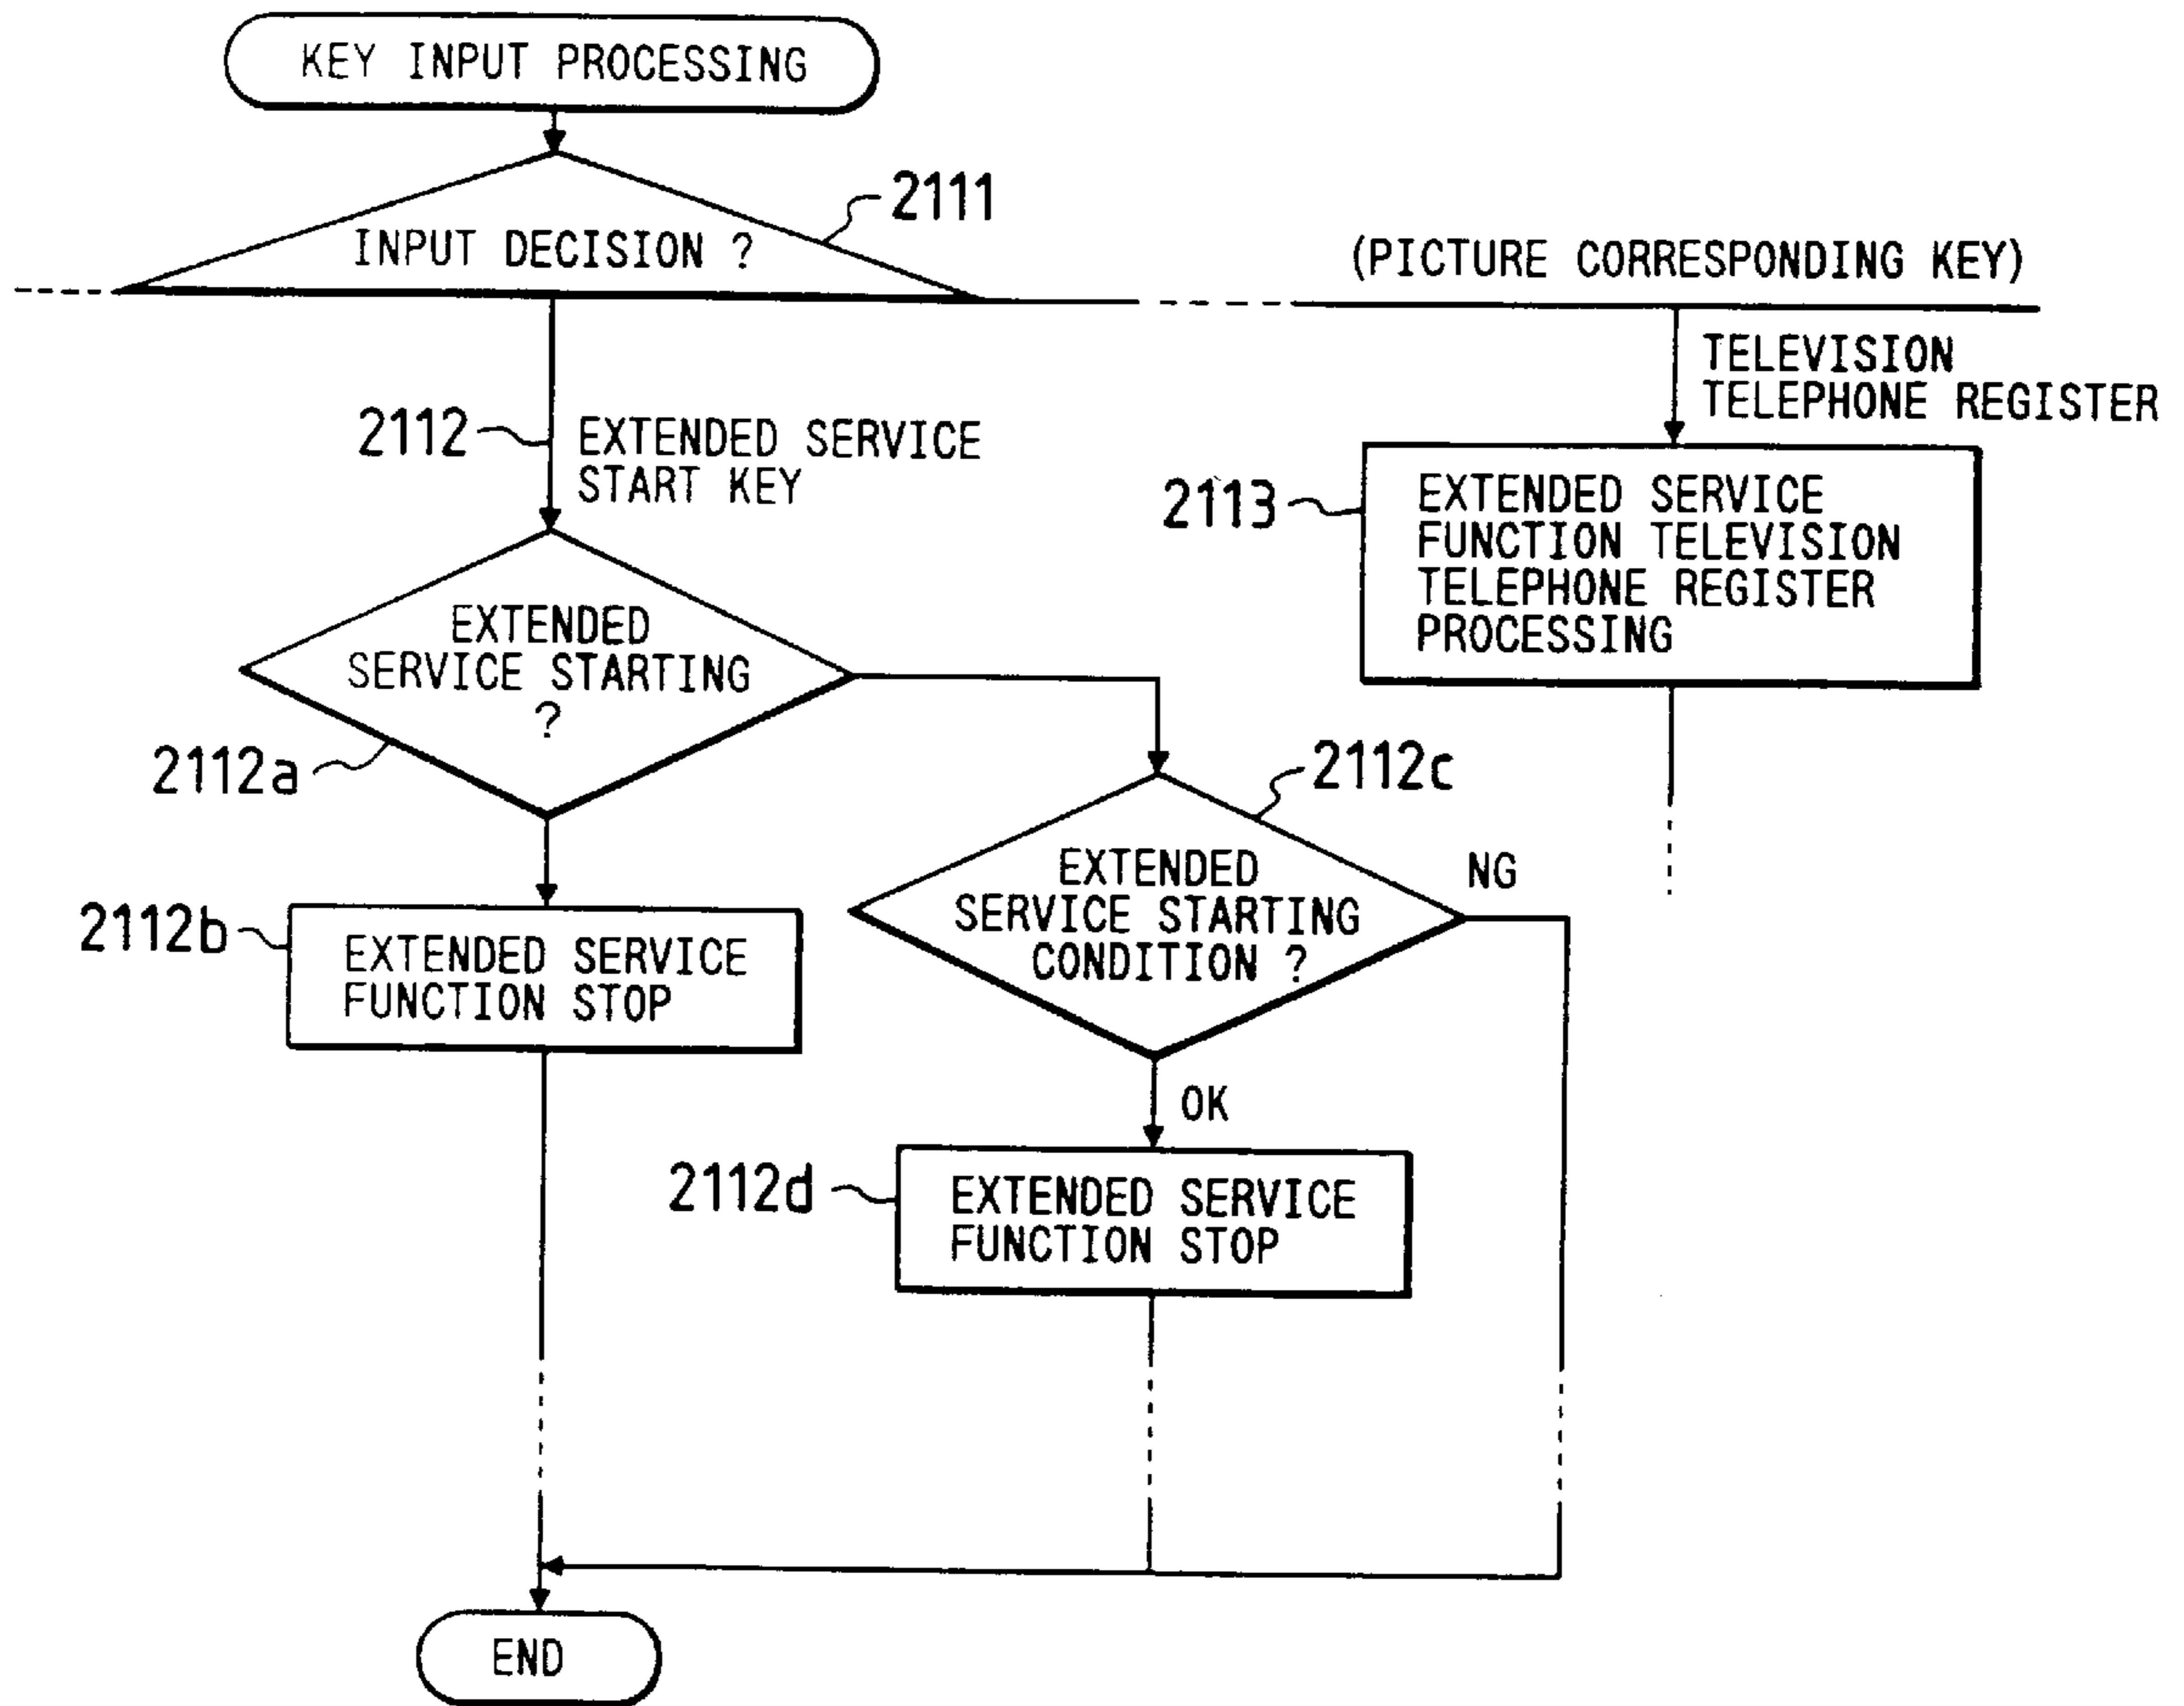 KEY INPUT PROCESSING
2111
INPUT DECISION ?
(PICTURE CORRESPONDING KEY)
TELEVISION
TELEPHONE REGISTER
2112
EXTENDED SERVICE
START KEY
2113
EXTENDED SERVICE
FUNCTION TELEVISION
TELEPHONE REGISTER
PROCESSING
EXTENDED
SERVICE STARTING
?
2112a
2112c
EXTENDED
SERVICE STARTING
CONDITION ?
NG
2112b
EXTENDED SERVICE
FUNCTION STOP
OK
2112d
EXTENDED SERVICE
FUNCTION STOP
END